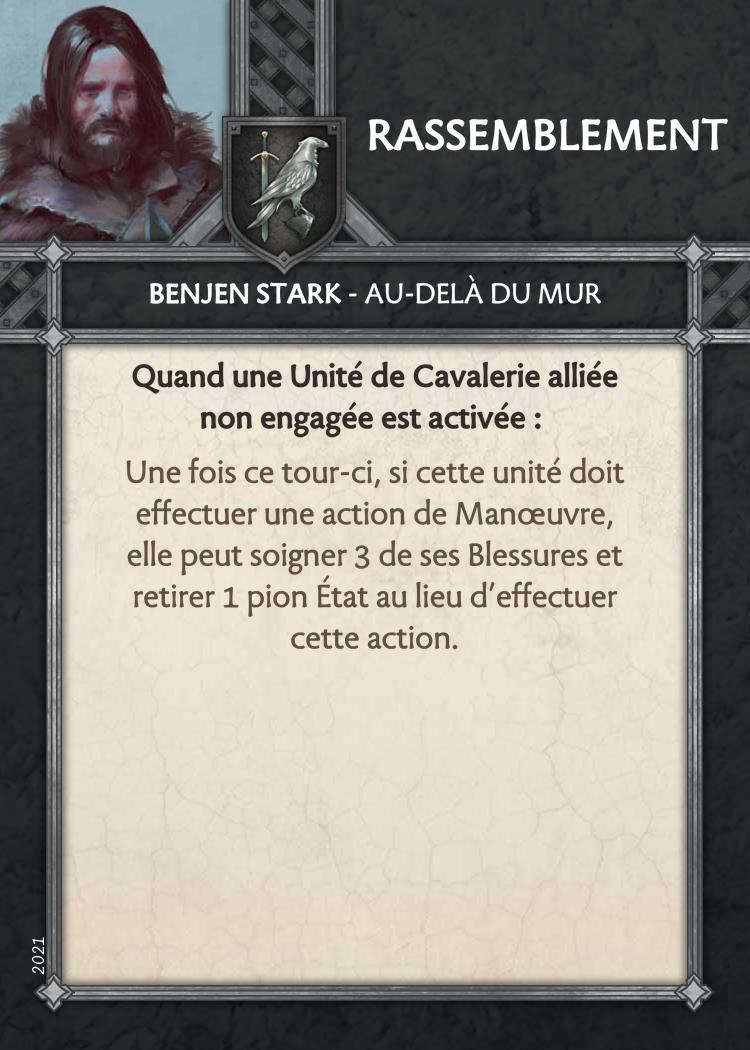 RASSEMBLEMENT
BENJEN STARK - AU-DELÀ DU MUR
Quand une Unité de Cavalerie alliée
non engagée est activée :
Une fois ce tour-ci, si cette unité doit
effectuer une action de Manœuvre,
elle peut soigner 3 de ses Blessures et
retirer 1 pion État au lieu d’effectuer
cette action.
2021